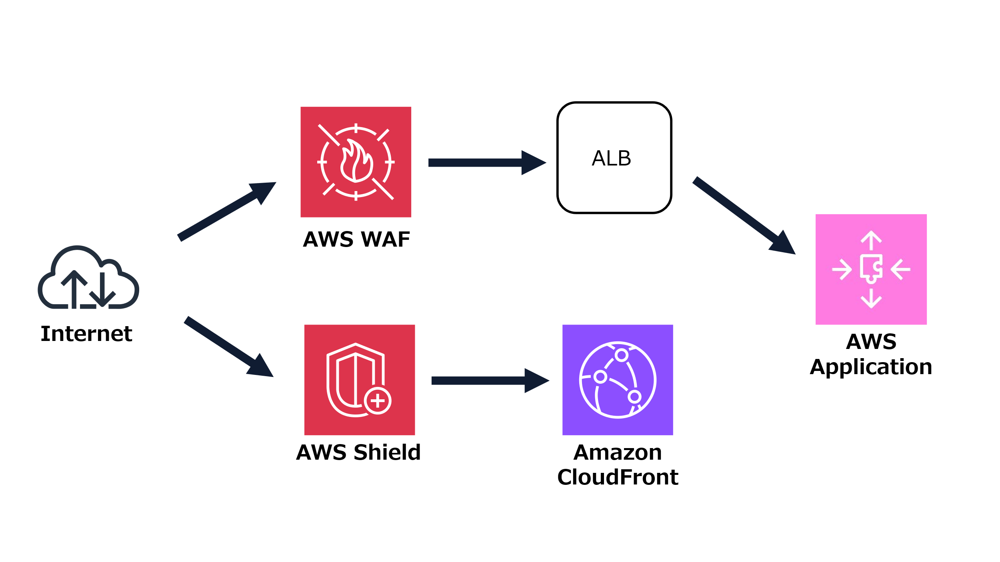 AWS WAF
ALB
Internet
AWS
Application
AWS Shield
Amazon
CloudFront